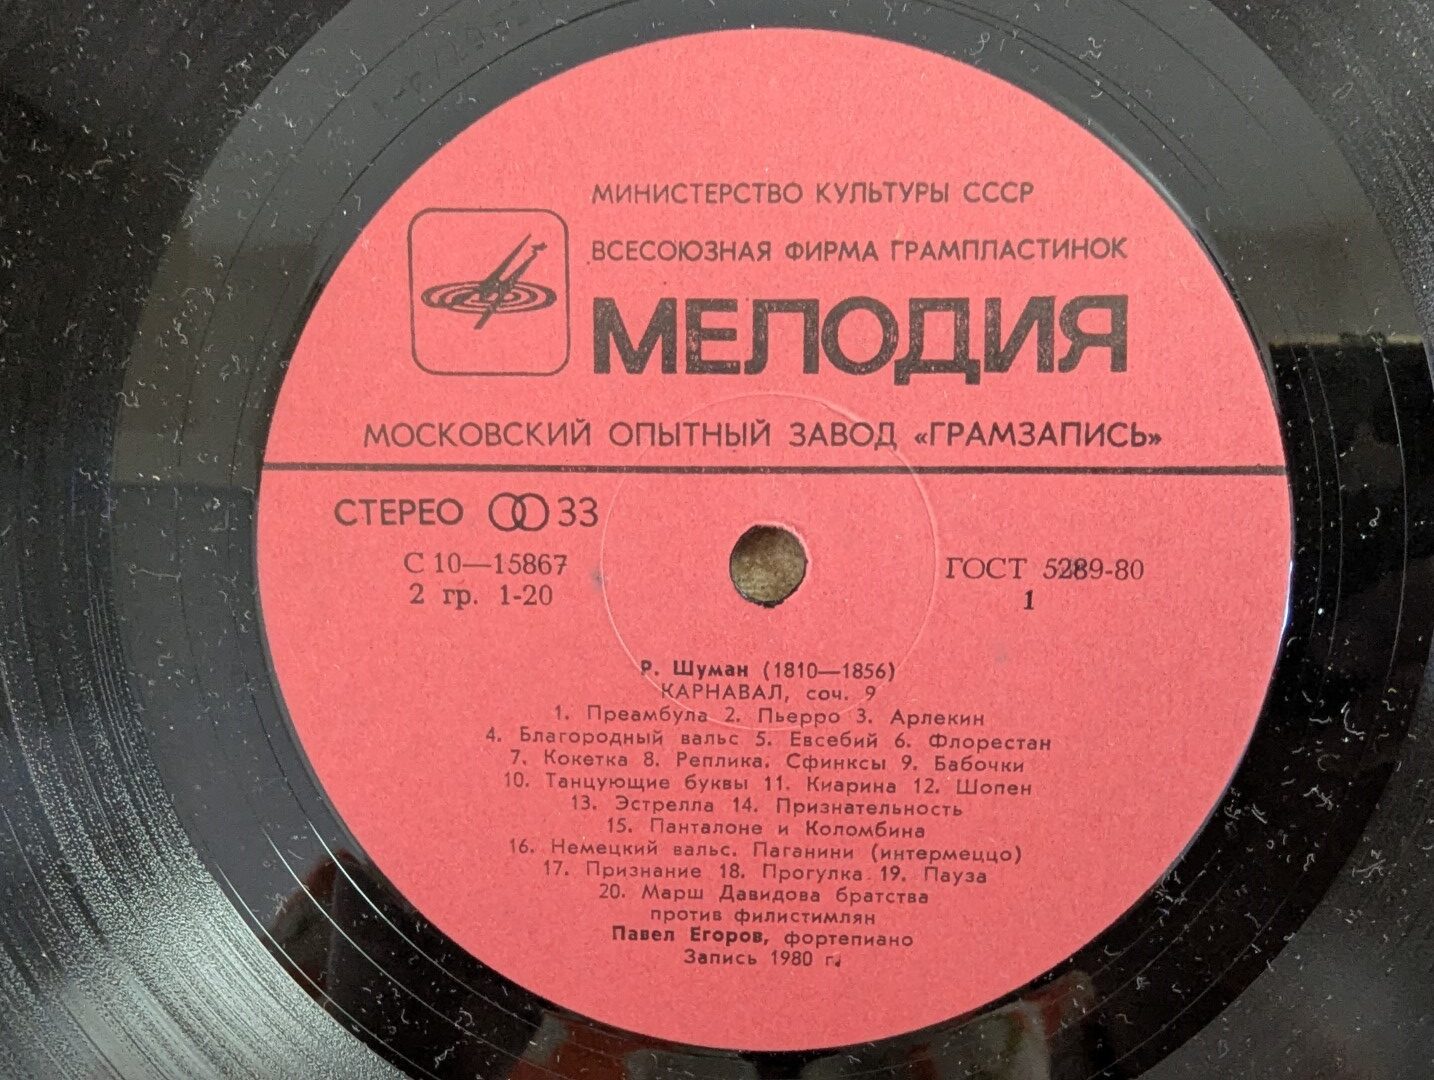 МИНИСТЕРСТВО КУЛЬТУРЫ СССР
ВСЕСОЮЗНАЯ ФИРМА ГРАМПЛАСТИНОК
МЕЛОДИЯ
МОСКОВСКИЙ ОПЫТНЫЙ ЗАВОД «ГРАМЗАПИСЬ»
СТЕРЕО 33
С 10—15867
2 гр. 1-20
ГОСТ 5289-80
1
Р. Шуман (1810—1856)
КАРНАВАЛ, соч. 9
1. Преамбула 2. Пьерро 3. Арлекин
4. Благородный вальс 5. Евсебий 6. Флорестан
7. Кокетка 8. Реплика. Сфинксы 9. Бабочки
10. Танцующие буквы 11. Киарина 12. Шопен
13. Эстрелла 14. Признательность
15. Панталоне и Коломбина
16. Немецкий вальс. Паганини (интермеццо)
17. Признание 18. Прогулка 19. Пауза
20. Марш Давидова братства
против филистимлян
Павел Егоров, фортепиано
Запись 1980 г.